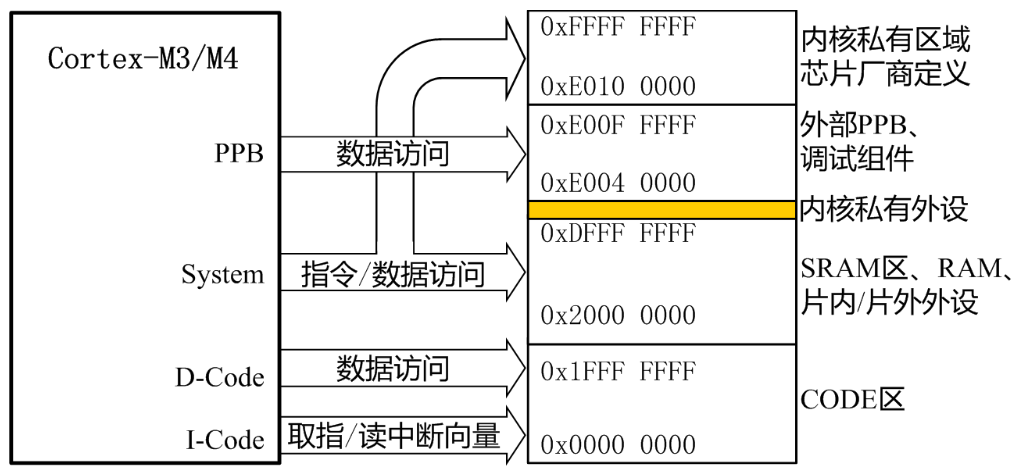 Cortex-M3/M4
PPB
System
D-Code
I-Code
数据访问
指令/数据访问
数据访问
取指/读中断向量
0xFFFF FFFF
0xE010 0000
0xE00F FFFF
0xE004 0000
0xDFFF FFFF
0x2000 0000
0x1FFF FFFF
0x0000 0000
内核私有区域
芯片厂商定义
外部PPB、
调试组件
内核私有外设
SRAM区、RAM、
片内/片外外设
CODE区